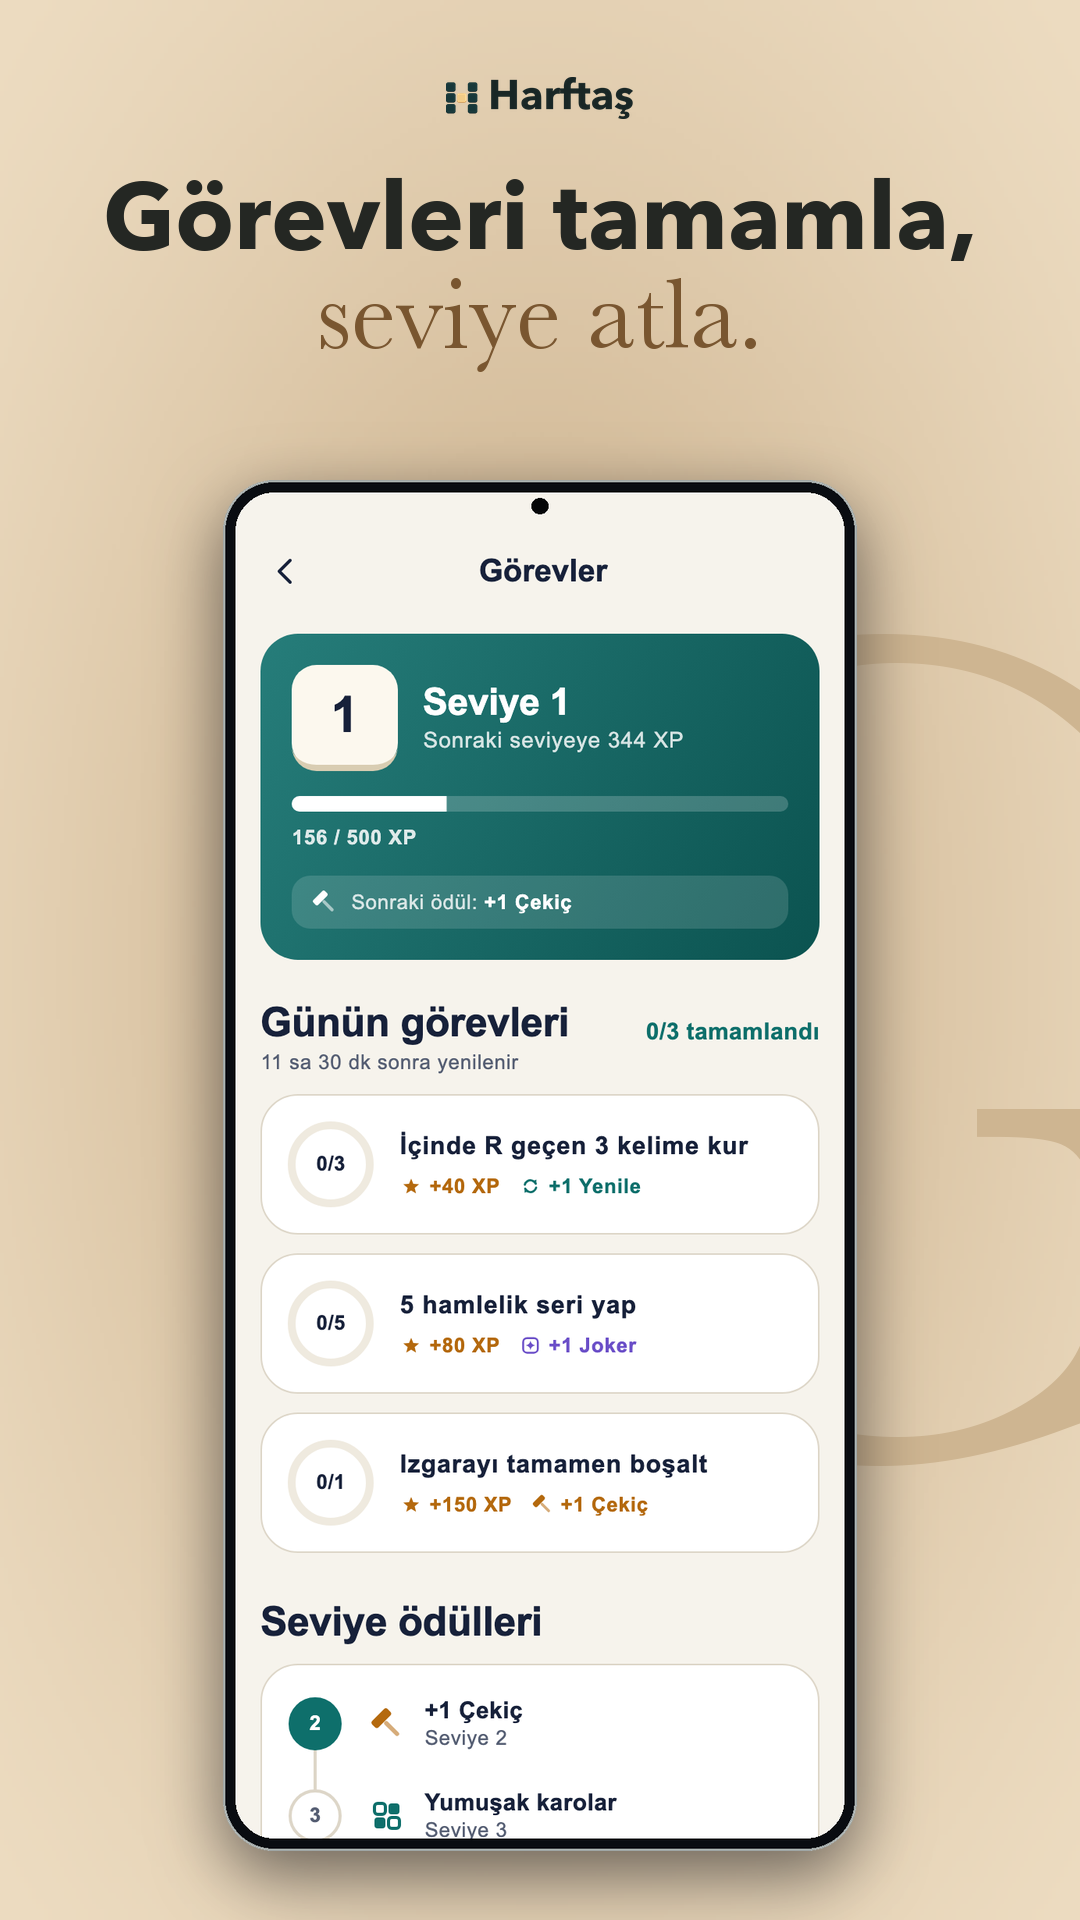 Harftaş
Görevleri tamamla,
seviye atla.
Görevler
1
Seviye 1
Sonraki seviyeye 344 XP
156 / 500 XP
Sonraki ödül: +1 Çekiç
Günün görevleri
0/3 tamamlandı
11 sa 30 dk sonra yenilenir
0/3
İçinde R geçen 3 kelime kur
+40 XP +1 Yenile
0/5
5 hamlelik seri yap
+80 XP +1 Joker
0/1
Izgarayı tamamen boşalt
+150 XP +1 Çekiç
Seviye ödülleri
2
+1 Çekiç
Seviye 2
3
Yumuşak karolar
Seviye 3
G